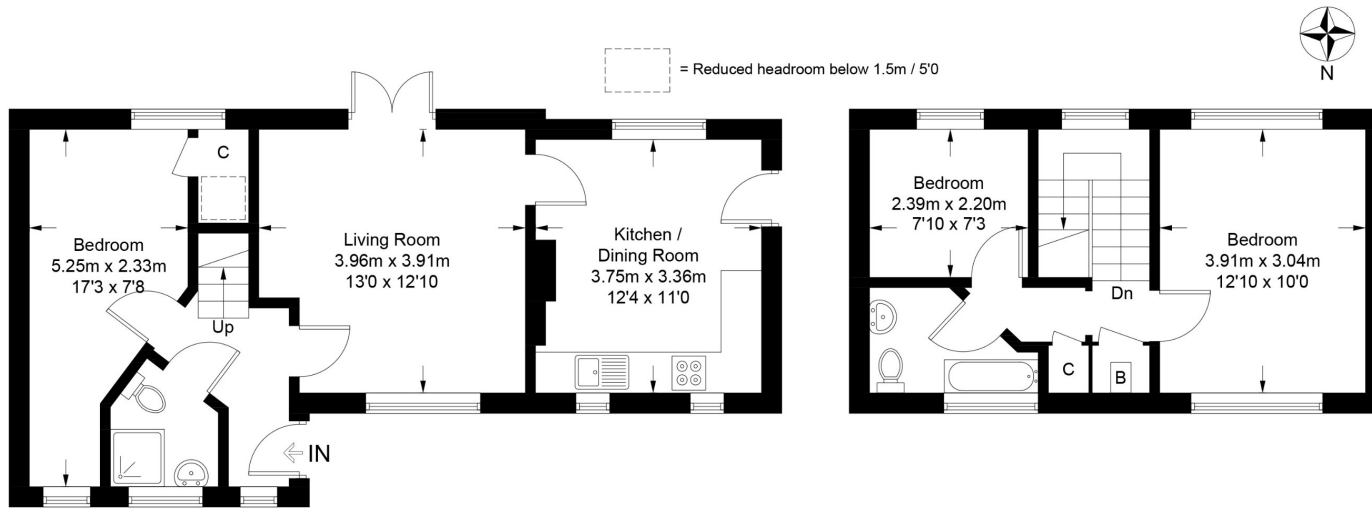 = Reduced headroom below 1.5m / 5'0
N
C
Bedroom
5.25m x 2.33m
17'3 x 7'8
Up
Living Room
3.96m x 3.91m
13'0 x 12'10
Kitchen /
Dining Room
3.75m x 3.36m
12'4 x 11'0
IN
Bedroom
2.39m x 2.20m
7'10 x 7'3
Dn
Bedroom
3.91m x 3.04m
12'10 x 10'0
C
B